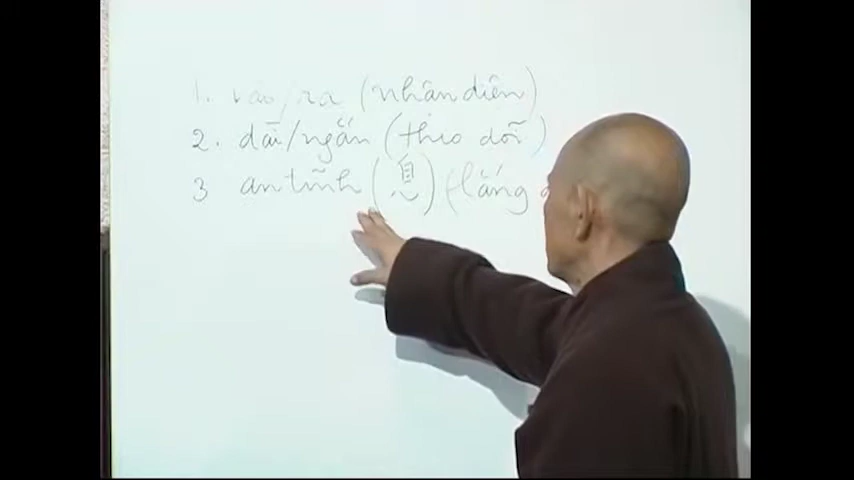 1. vào/ra (nhận diện)
2. dài/ngắn (theo dõi)
3 an tĩnh (息) (lắng